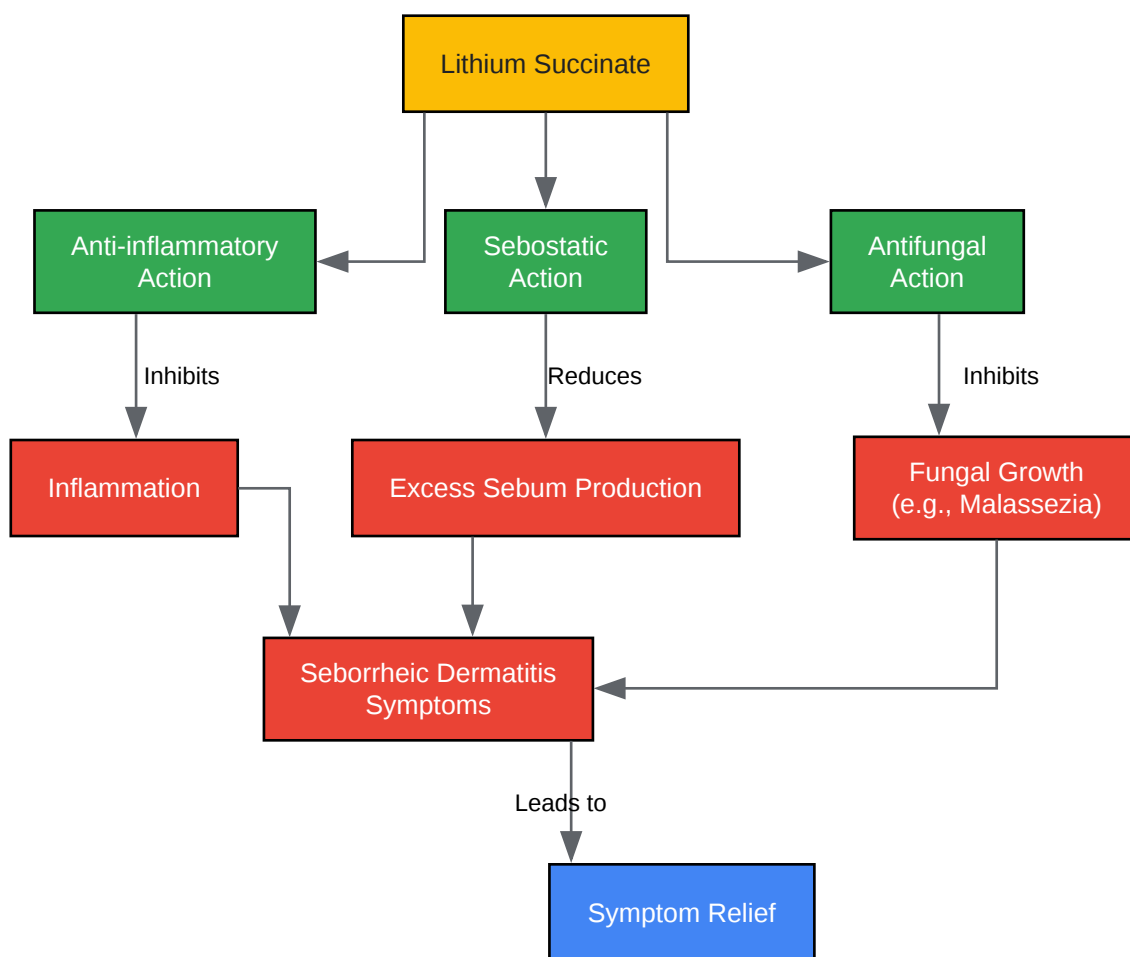 Lithium Succinate
Anti-inflammatory
Action
Sebostatic
Action
Antifungal
Action
Inhibits
Reduces
Inhibits
Inflammation
Excess Sebum Production
Fungal Growth
(e.g., Malassezia)
Seborrheic Dermatitis
Symptoms
Leads to
Symptom Relief